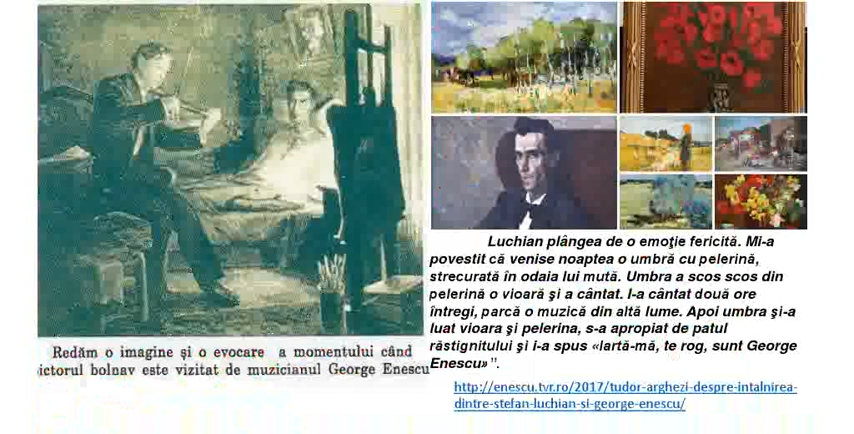 Redăm o imagine şi o evocare a momentului când
ictorul bolnav este vizitat de muzicianul George Enescu
Luchian plângea de o emoţie fericită. Mi-a
povestit că venise noaptea o umbră cu pelerină,
strecurată în odaia lui mută. Umbra a scos scos din
pelerină o vioară şi a cântat. I-a cântat două ore
întregi, parcă o muzică din altă lume. Apoi umbra şi-a
luat vioara şi pelerina, s-a apropiat de patul
răstignitului şi i-a spus «Iartă-mă, te rog, sunt George
Enescu» ”.
http://enescu.tvr.ro/2017/tudor-arghezi-despre-intalnirea-
dintre-stefan-luchian-si-george-enescu/